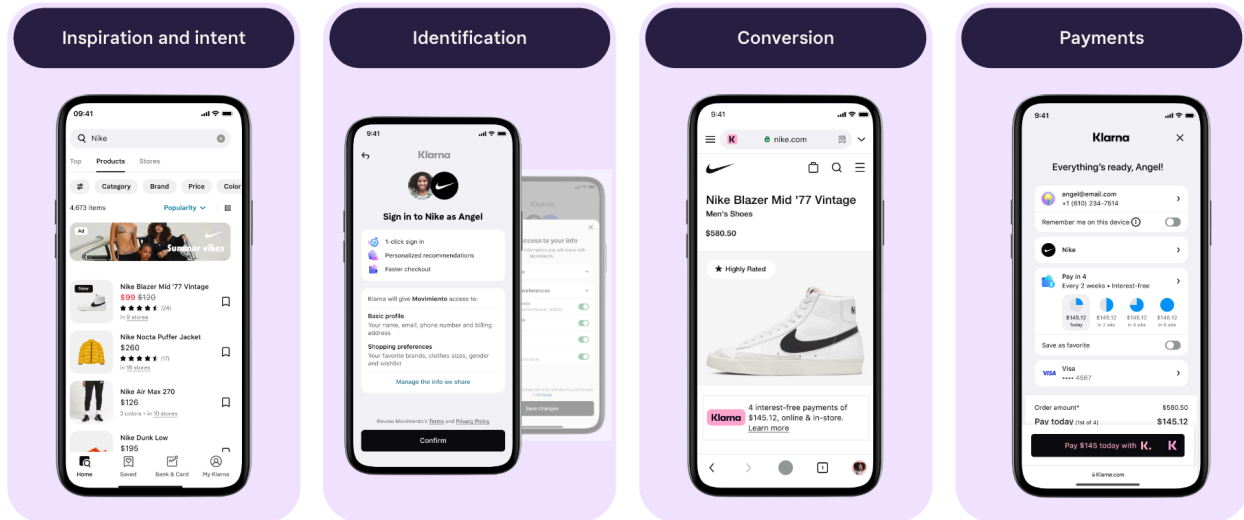 Inspiration and intent
09:41
Nike
Top Products Stores
Category Brand Price Color
4,673 items Popularity
Ad
Summer vibes
New
Nike Blazer Mid '77 Vintage
$99 $120
(24)
in 9 stores
Nike Nocta Puffer Jacket
$260
(17)
in 16 stores
Nike Air Max 270
$126
2 colors • in 10 stores
Nike Dunk Low
$195
Home Saved Bank & Card My Klarna
Identification
9:41
Klarna
Sign in to Nike as Angel
1-click sign in
Personalized recommendations
Faster checkout
Klarna will give Movimiento access to:
Basic profile
Your name, email, phone number and billing
address
Shopping preferences
Your favorite brands, clothes sizes, gender
and wishlist
Manage the info we share
Review Movimiento's Terms and Privacy Policy
Confirm
Klarna
ccess to your info
Movimiento.
references
Save changes
Conversion
9:41
K nike.com
Nike Blazer Mid '77 Vintage
Men's Shoes
$580.50
Highly Rated
Klarna
4 interest-free payments of
$145.12, online & in-store.
Learn more
1
Payments
9:41
Klarna
Everything's ready, Angel!
angel@email.com
+1 (610) 234-7614
Remember me on this device
Nike
Pay in 4
Every 2 weeks • Interest-free
$145.12 $145.12 $145.12 $145.12
Today in 2 wks in 4 wks in 6 wks
Save as favorite
VISA
Visa
•••• 4567
Order amount* $580.50
Pay today (1st of 4) $145.12
Pay $145 today with K. K
Klarna.com